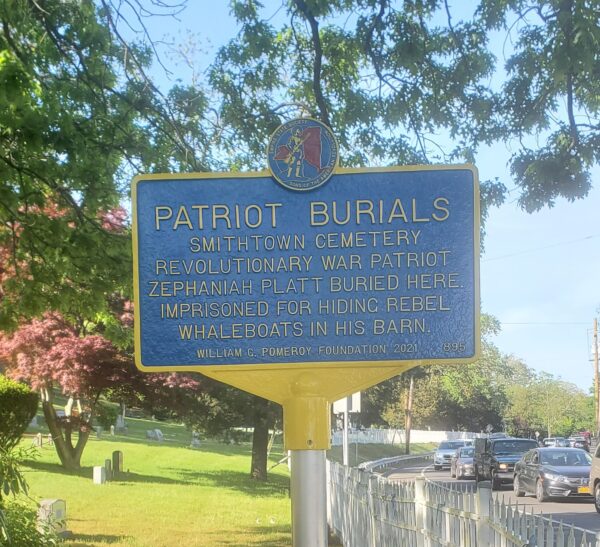 PATRIOT BURIALS
SMITHTOWN CEMETERY
REVOLUTIONARY WAR PATRIOT
ZEPHANIAH PLATT BURIED HERE.
IMPRISONED FOR HIDING REBEL
WHALEBOATS IN HIS BARN.
WILLIAM G. POMEROY FOUNDATION 2021 895